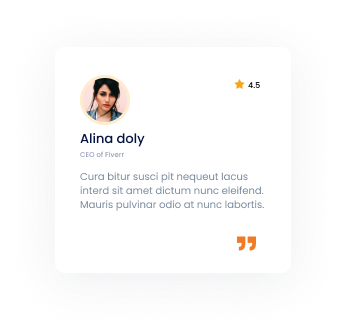 4.5
Alina doly
CEO of Fiverr
Cura bitur susci pit nequeut lacus
interd sit amet dictum nunc eleifend.
Mauris pulvinar odio at nunc labortis.